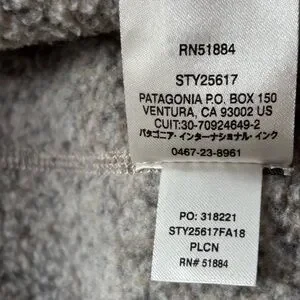 RN51884
STY25617
PATAGONIA P.O. BOX 150
VENTURA, CA 93002 US
CUIT:30-70924649-2
パタゴニア・インターナショナル・インク
0467-23-8961
PO: 318221
STY25617FA18
PLCN
RN# 51884